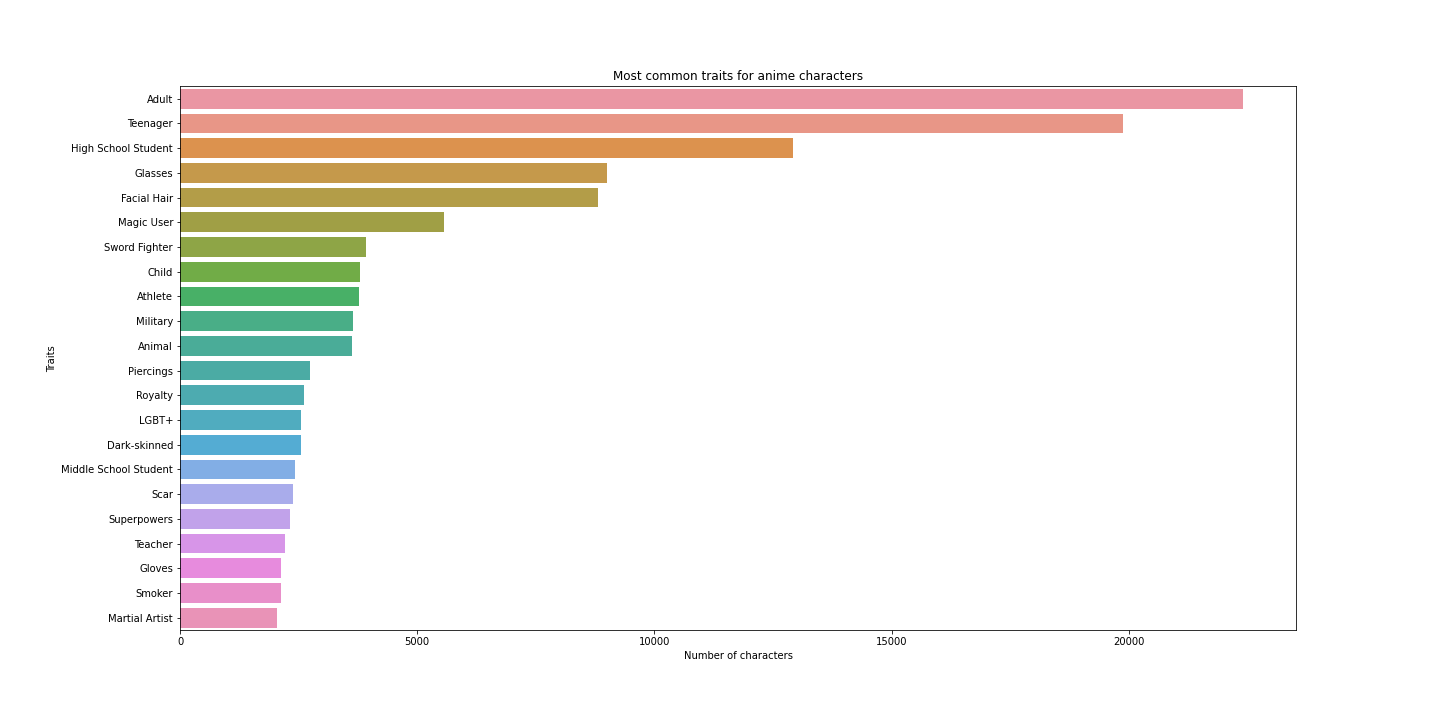 Most common traits for anime characters
Adult
Teenager
High School Student
Glasses
Facial Hair
Magic User
Sword Fighter
Child
Athlete
Military
Animal
Piercings
Royalty
LGBT+
Dark-skinned
Middle School Student
Scar
Superpowers
Teacher
Gloves
Smoker
Martial Artist
Traits
0 5000 10000 15000 20000
Number of characters